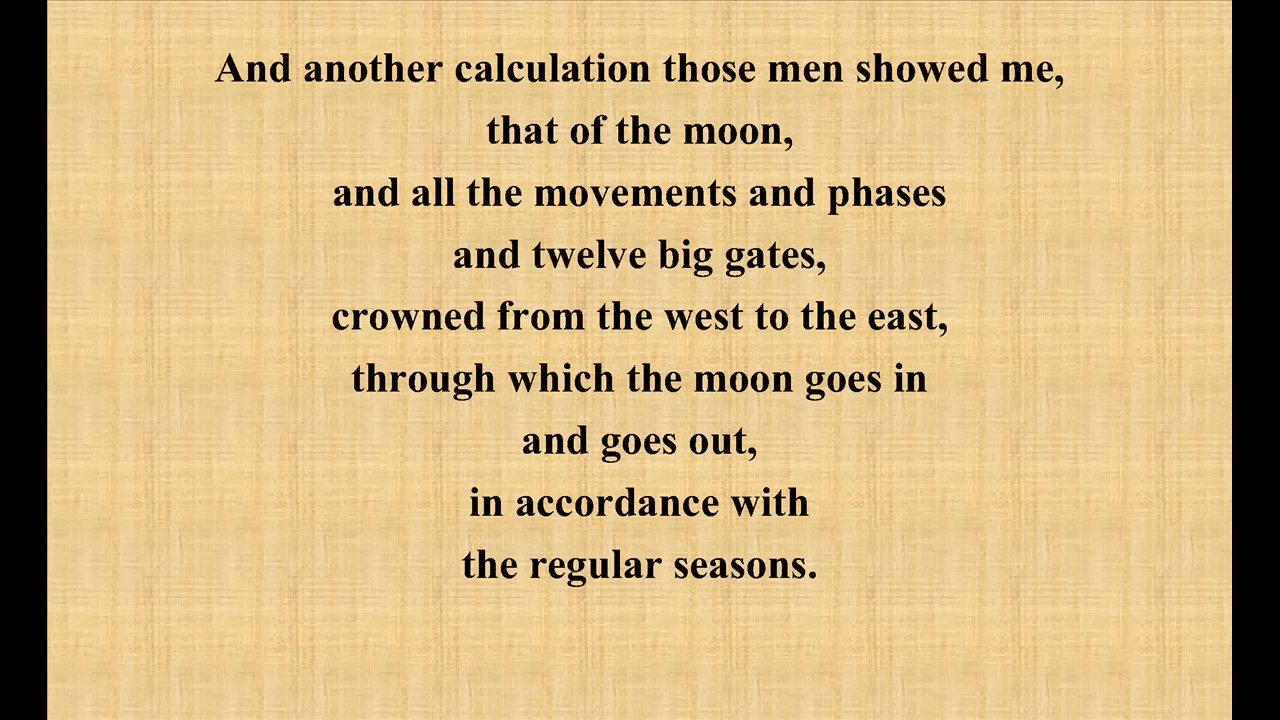 And another calculation those men showed me,
that of the moon,
and all the movements and phases
and twelve big gates,
crowned from the west to the east,
through which the moon goes in
and goes out,
in accordance with
the regular seasons.